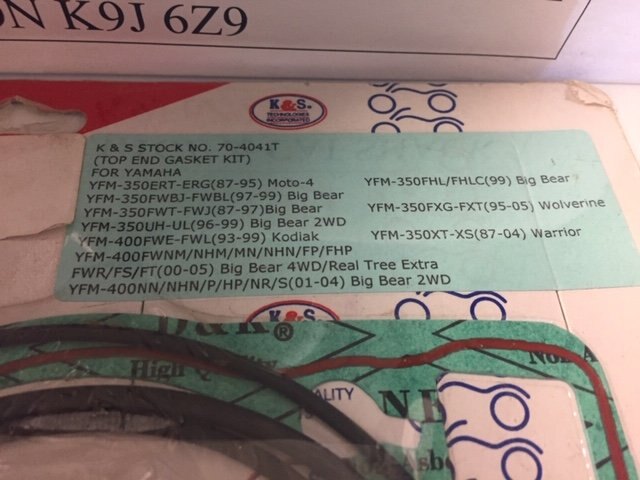 ON K9J 6Z9
K&S.
TECHNOLOGIES
INCORPORATED
K & S STOCK NO. 70-4041T
(TOP END GASKET KIT)
FOR YAMAHA
YFM-350ERT-ERG(87-95) Moto-4 YFM-350FHL/FHLC(99) Big Bear
YFM-350FWBJ-FWBL(97-99) Big Bear
YFM-350FWT-FWJ(87-97)Big Bear YFM-350FXG-FXT(95-05) Wolverine
YFM-350UH-UL(96-99) Big Bear 2WD
YFM-400FWE-FWL(93-99) Kodiak YFM-350XT-XS(87-04) Warrior
YFM-400FWNM/NHM/MN/NHN/FP/FHP
FWR/FS/FT(00-05) Big Bear 4WD/Real Tree Extra
YFM-400NN/NHN/P/HP/NR/S(01-04) Big Bear 2WD
K&S.
®
High
Non A
ALITY